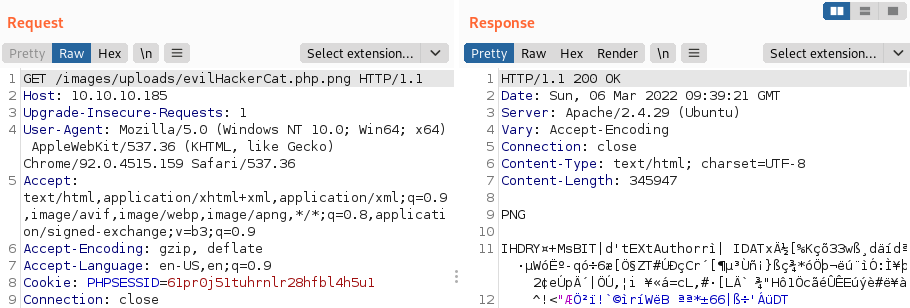 Request
Response
Pretty Raw Hex \n Select extension...
Pretty Raw Hex Render \n Select extension...
1 GET /images/uploads/evilHackerCat.php.png HTTP/1.1
2 Host: 10.10.10.185
3 Upgrade-Insecure-Requests: 1
4 User-Agent: Mozilla/5.0 (Windows NT 10.0; Win64; x64)
AppleWebKit/537.36 (KHTML, like Gecko)
Chrome/92.0.4515.159 Safari/537.36
5 Accept:
text/html,application/xhtml+xml,application/xml;q=0.9
,image/avif,image/webp,image/apng,*/*;q=0.8,applicati
on/signed-exchange;v=b3;q=0.9
6 Accept-Encoding: gzip, deflate
7 Accept-Language: en-US,en;q=0.9
8 Cookie: PHPSESSID=61pr0j51tuhrnlr28hfbl4h5u1
9 Connection: close
1 HTTP/1.1 200 OK
2 Date: Sun, 06 Mar 2022 09:39:21 GMT
3 Server: Apache/2.4.29 (Ubuntu)
4 Vary: Accept-Encoding
5 Connection: close
6 Content-Type: text/html; charset=UTF-8
7 Content-Length: 345947
8
9 PNG
10
11
12